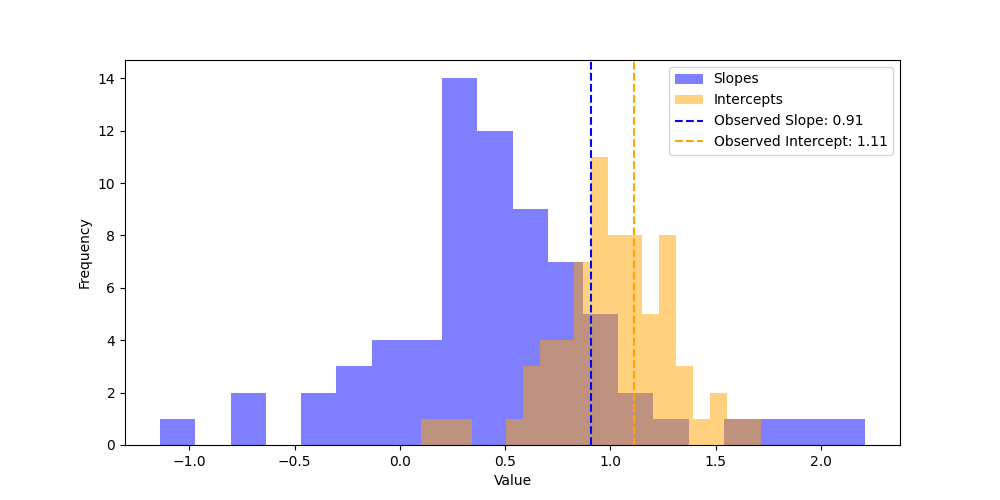 Slopes
Intercepts
Observed Slope: 0.91
Observed Intercept: 1.11
14
12
10
8
6
4
2
0
Frequency
−1.0 −0.5 0.0 0.5 1.0 1.5 2.0
Value